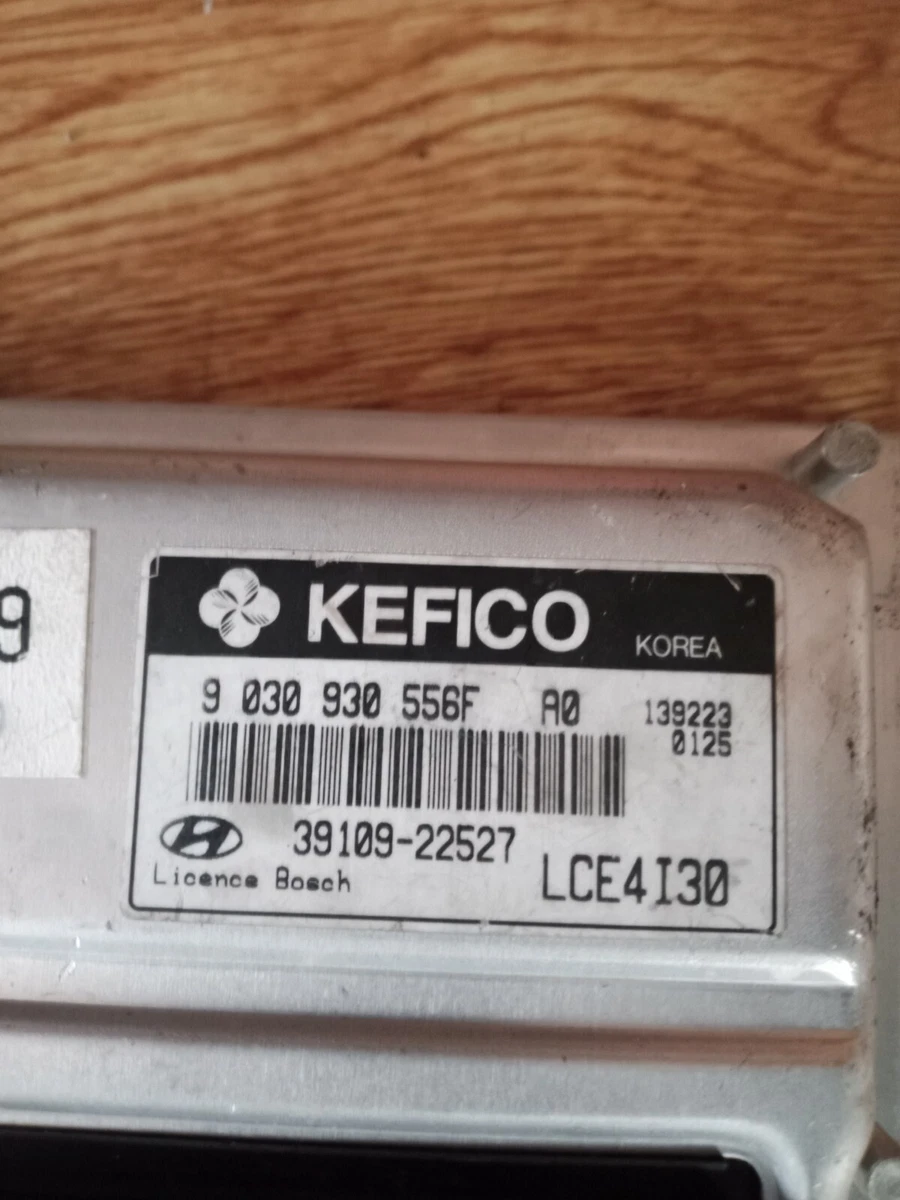 9
KEFICO
KOREA
9 030 930 556F A0
139223
0125
39109-22527
Licence Bosch
LCE4I30